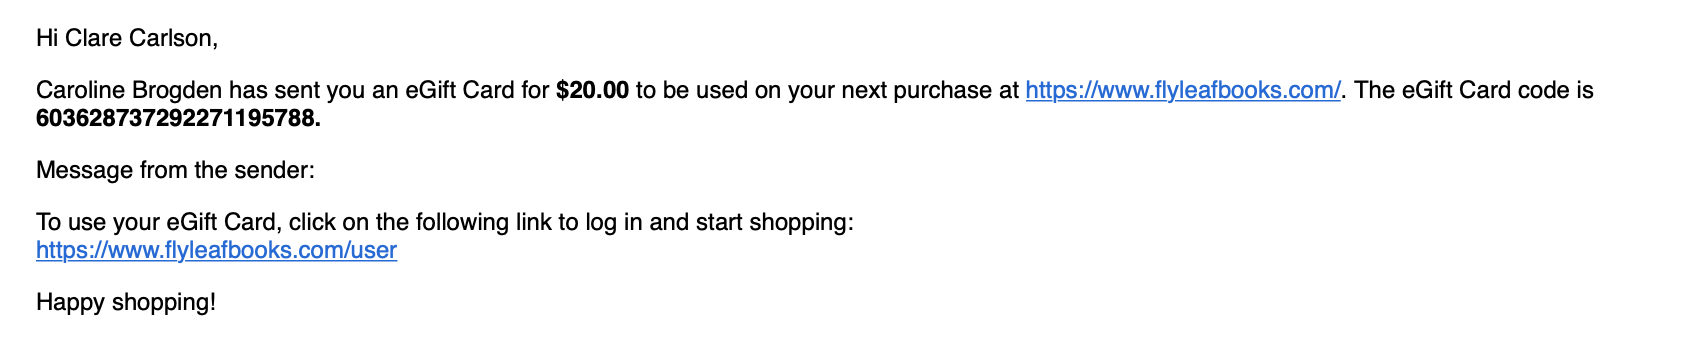 Hi Clare Carlson,
Caroline Brogden has sent you an eGift Card for $20.00 to be used on your next purchase at https://www.flyleafbooks.com/. The eGift Card code is
603628737292271195788.
Message from the sender:
To use your eGift Card, click on the following link to log in and start shopping:
https://www.flyleafbooks.com/user
Happy shopping!